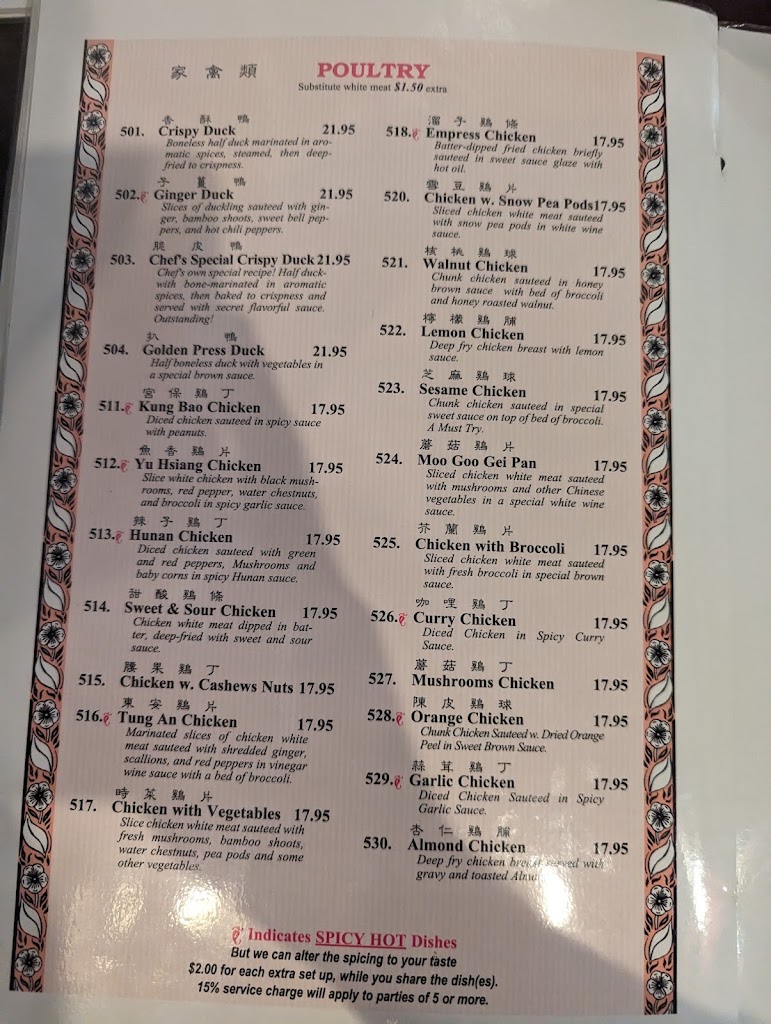 家 禽 類 POULTRY
Substitute white meat $1.50 extra
香 酥 鴨
501. Crispy Duck 21.95
Boneless half duck marinated in aro-
matic spices, steamed, then deep-
fried to crispness.
子 薑 鴨
502. Ginger Duck 21.95
Slices of duckling sauteed with gin-
ger, bamboo shoots, sweet bell pep-
pers, and hot chili peppers.
脆 皮 鴨
503. Chef's Special Crispy Duck 21.95
Chef's own special recipe! Half duck-
with bone-marinated in aromatic
spices, then baked to crispness and
served with secret flavorful sauce.
Outstanding!
扒 鴨
504. Golden Press Duck 21.95
Half boneless duck with vegetables in
a special brown sauce.
宮 保 鷄 丁
511. Kung Bao Chicken 17.95
Diced chicken sauteed in spicy sauce
with peanuts.
魚 香 鷄 片
512. Yu Hsiang Chicken 17.95
Slice white chicken with black mush-
rooms, red pepper, water chestnuts,
and broccoli in spicy garlic sauce.
辣 子 鷄 丁
513. Hunan Chicken 17.95
Diced chicken sauteed with green
and red peppers, Mushrooms and
baby corns in spicy Hunan sauce.
甜 酸 鷄 條
514. Sweet & Sour Chicken 17.95
Chicken white meat dipped in bat-
ter, deep-fried with sweet and sour
sauce.
腰 果 鷄 丁
515. Chicken w. Cashews Nuts 17.95
東 安 鷄 片
516. Tung An Chicken 17.95
Marinated slices of chicken white
meat sauteed with shredded ginger,
scallions, and red peppers in vinegar
wine sauce with a bed of broccoli.
時 菜 鷄 片
517. Chicken with Vegetables 17.95
Slice chicken white meat sauteed with
fresh mushrooms, bamboo shoots,
water chestnuts, pea pods and some
other vegetables.
溜 子 鷄 條
518. Empress Chicken 17.95
Batter-dipped fried chicken briefly
sauteed in sweet sauce glaze with
hot oil.
雪 豆 鷄 片
520. Chicken w. Snow Pea Pods 17.95
Sliced chicken white meat sauteed
with snow pea pods in white wine
sauce.
核 桃 鷄 球
521. Walnut Chicken 17.95
Chunk chicken sauteed in honey
brown sauce with bed of broccoli
and honey roasted walnut.
檸 檬 鷄 脯
522. Lemon Chicken 17.95
Deep fry chicken breast with lemon
sauce.
芝 麻 鷄 球
523. Sesame Chicken 17.95
Chunk chicken sauteed in special
sweet sauce on top of bed of broccoli.
A Must Try.
蘑 菇 鷄 片
524. Moo Goo Gei Pan 17.95
Sliced chicken white meat sauteed
with mushrooms and other Chinese
vegetables in a special white wine
sauce.
芥 蘭 鷄 片
525. Chicken with Broccoli 17.95
Sliced chicken white meat sauteed
with fresh broccoli in special brown
sauce.
咖 哩 鷄 丁
526. Curry Chicken 17.95
Diced Chicken in Spicy Curry
Sauce.
蘑 菇 鷄 丁
527. Mushrooms Chicken 17.95
陳 皮 鷄 球
528. Orange Chicken 17.95
Chunk Chicken Sauteed w. Dried Orange
Peel in Sweet Brown Sauce.
蒜 茸 鷄 丁
529. Garlic Chicken 17.95
Diced Chicken Sauteed in Spicy
Garlic Sauce.
杏 仁 鷄 脯
530. Almond Chicken 17.95
Deep fry chicken breast served with
gravy and toasted
Indicates SPICY HOT Dishes
But we can alter the spicing to your taste
$2.00 for each extra set up, while you share the dish(es).
15% service charge will apply to parties of 5 or more.